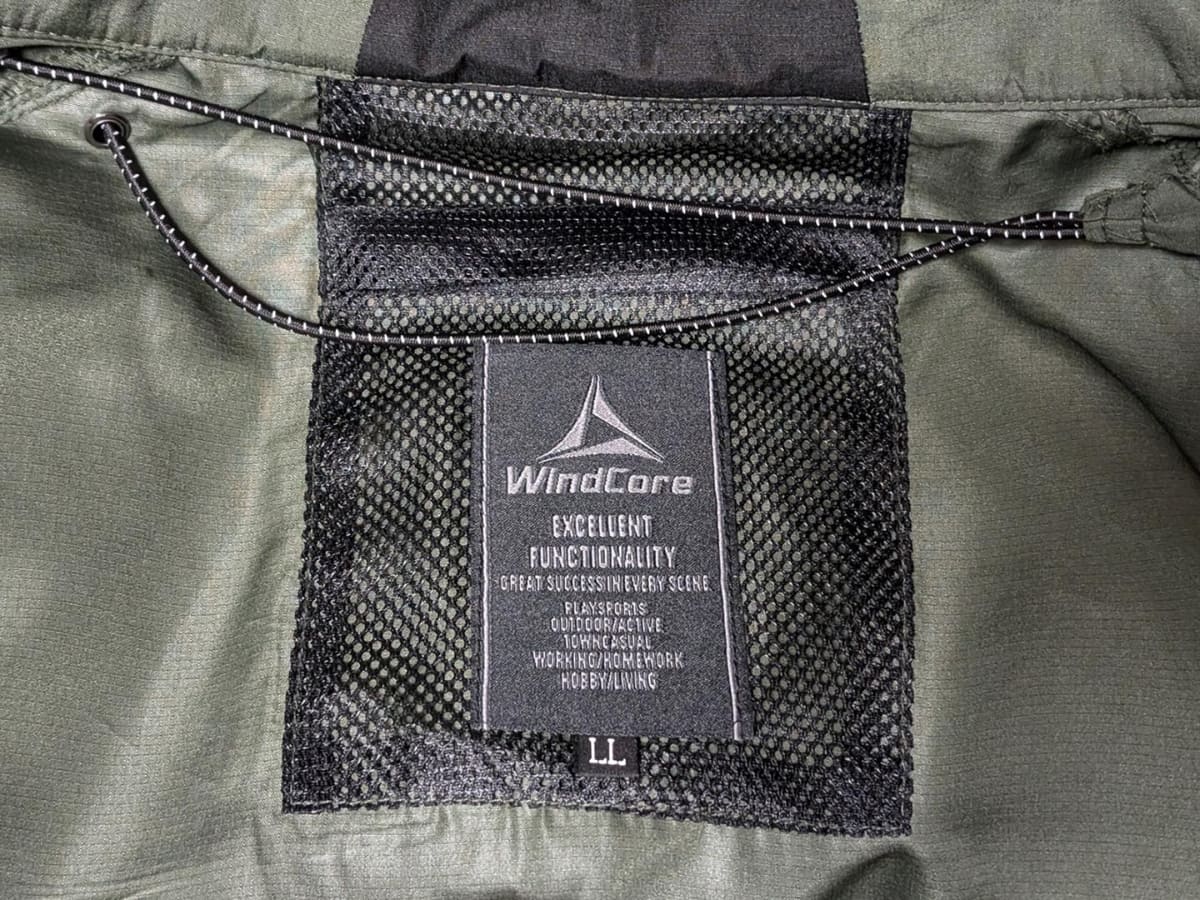 WindCore
EXCELLENT
FUNCTIONALITY
GREAT SUCCESS IN EVERY SCENE
PLAYSPORTS
OUTDOOR/ACTIVE
TOWNCASUAL
WORKING/HOMEWORK
HOBBY/LIVING
LL